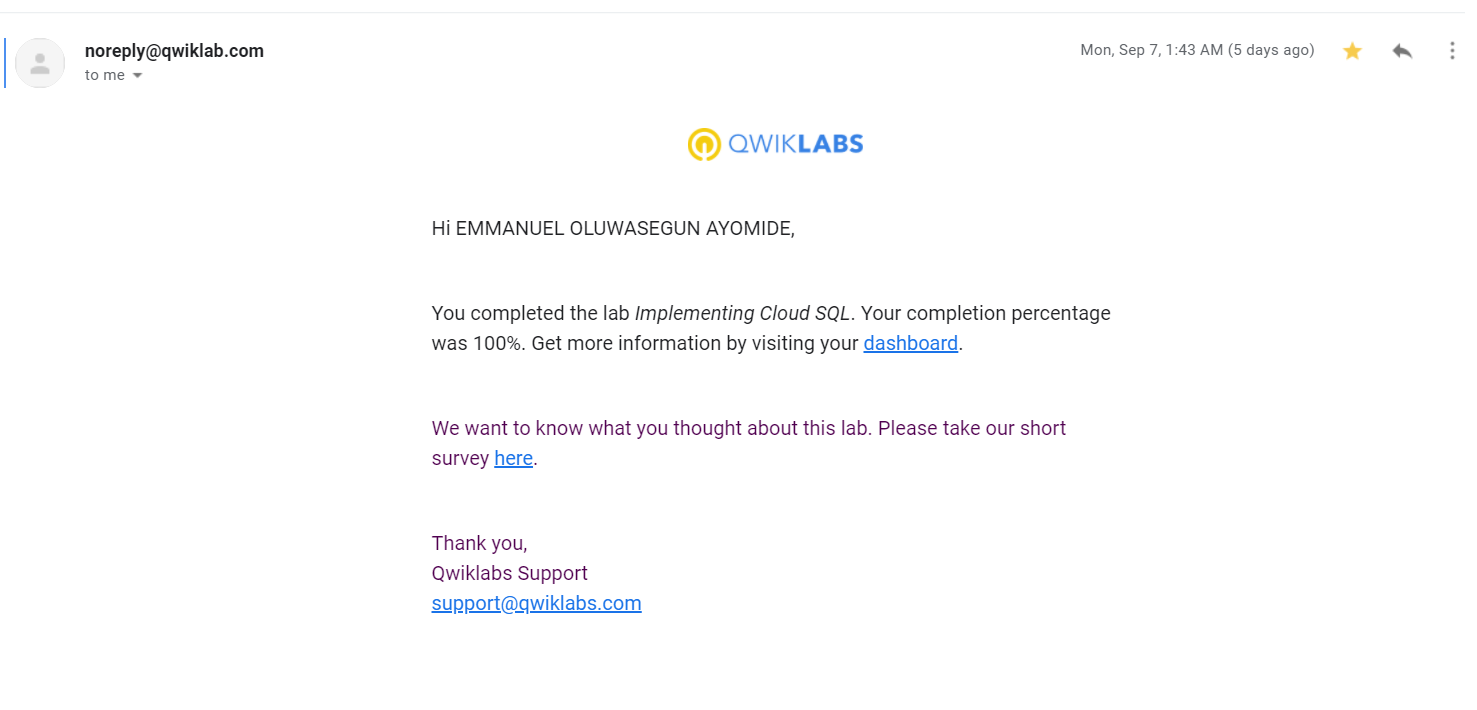 noreply@qwiklab.com
Mon, Sep 7, 1:43 AM (5 days ago)
to me
QWIKLABS
Hi EMMANUEL OLUWASEGUN AYOMIDE,
You completed the lab Implementing Cloud SQL. Your completion percentage
was 100%. Get more information by visiting your dashboard.
We want to know what you thought about this lab. Please take our short
survey here.
Thank you,
Qwiklabs Support
support@qwiklabs.com